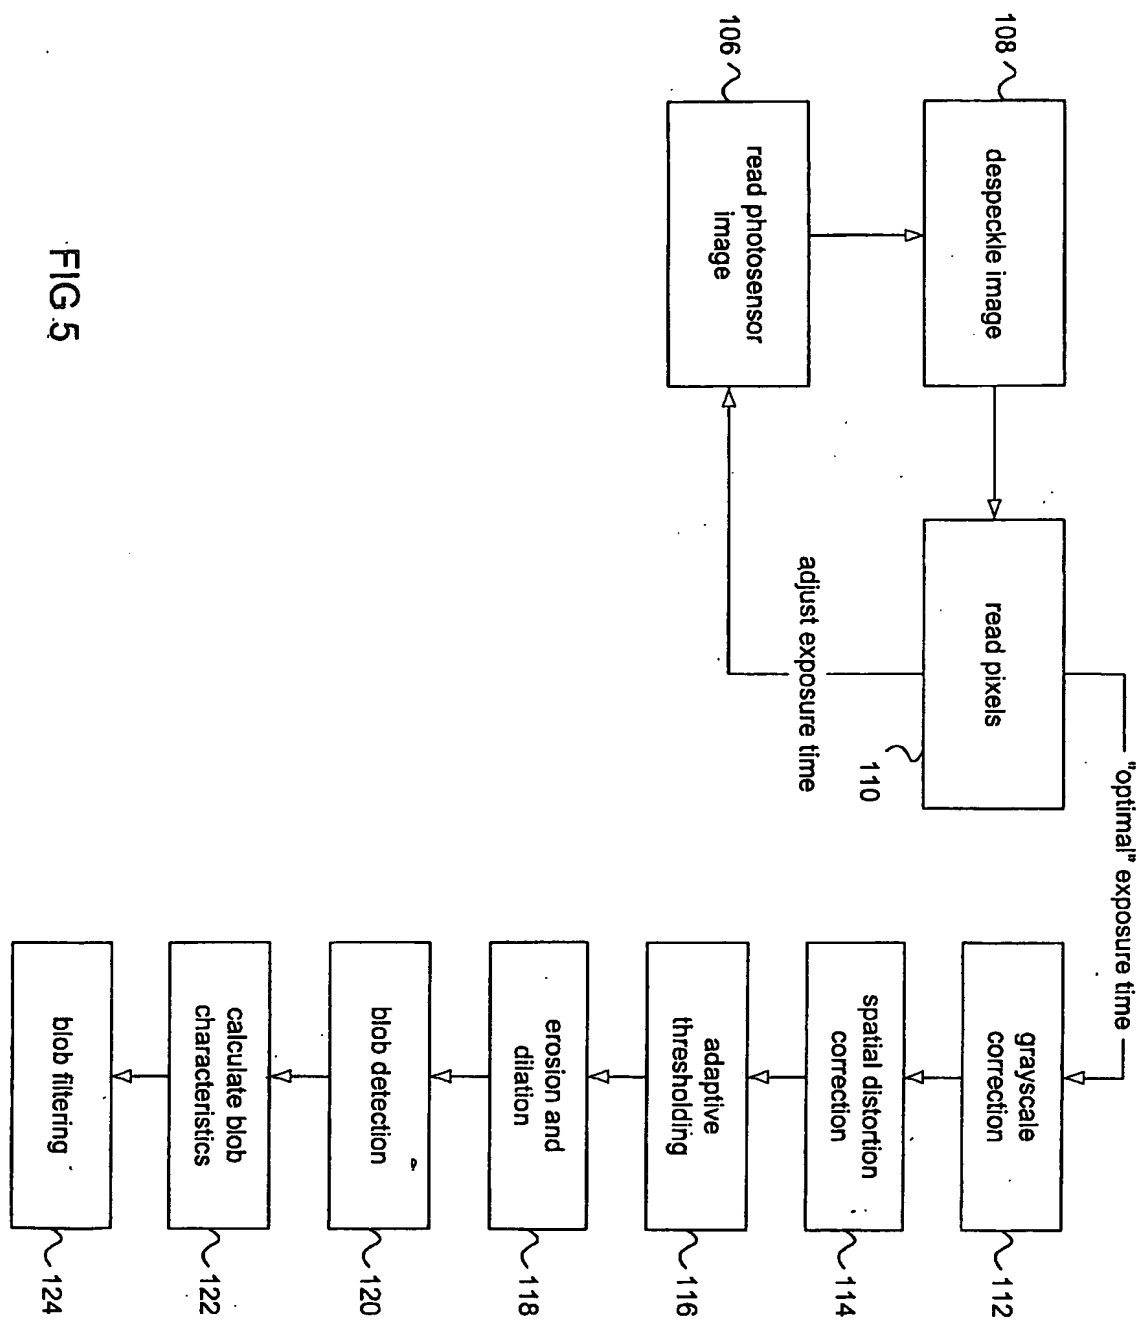 108
despeckle image
106
read photosensor
image
read pixels
110
adjust exposure time
"optimal" exposure time
grayscale
correction
112
spatial distortion
correction
114
adaptive
thresholding
116
erosion and
dilation
118
blob detection
120
calculate blob
characteristics
122
blob filtering
124
FIG.5